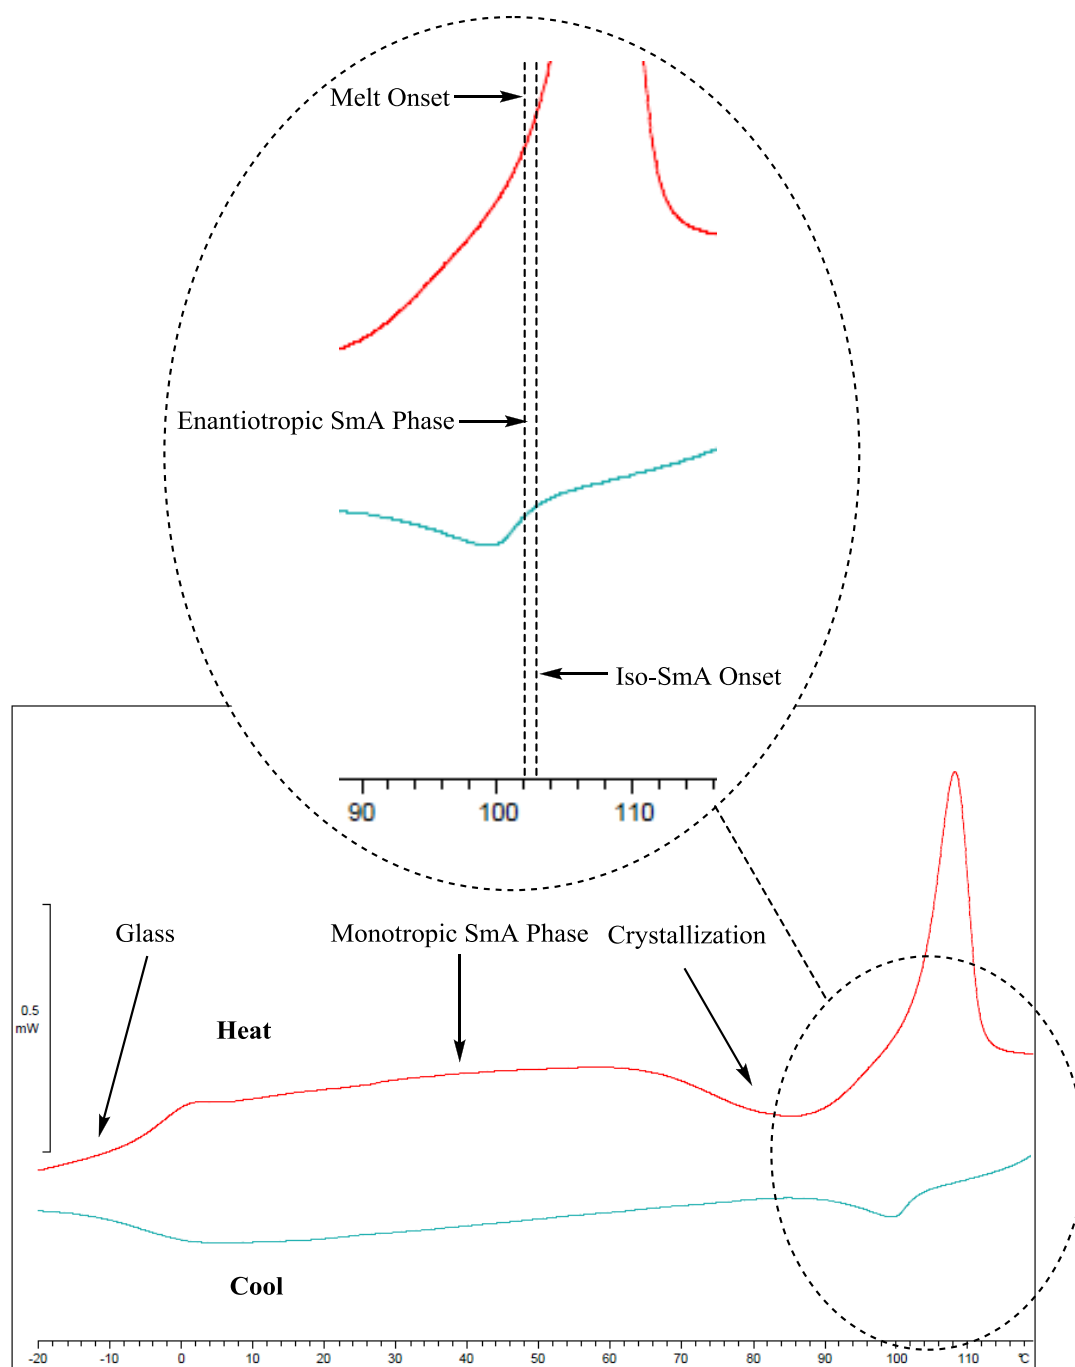 Melt Onset
Enantiotropic SmA Phase
Iso-SmA Onset
90 100 110
Glass
Monotropic SmA Phase
Crystallization
0.5
mW
Heat
Cool
-20 -10 0 10 20 30 40 50 60 70 80 90 100 110 °C